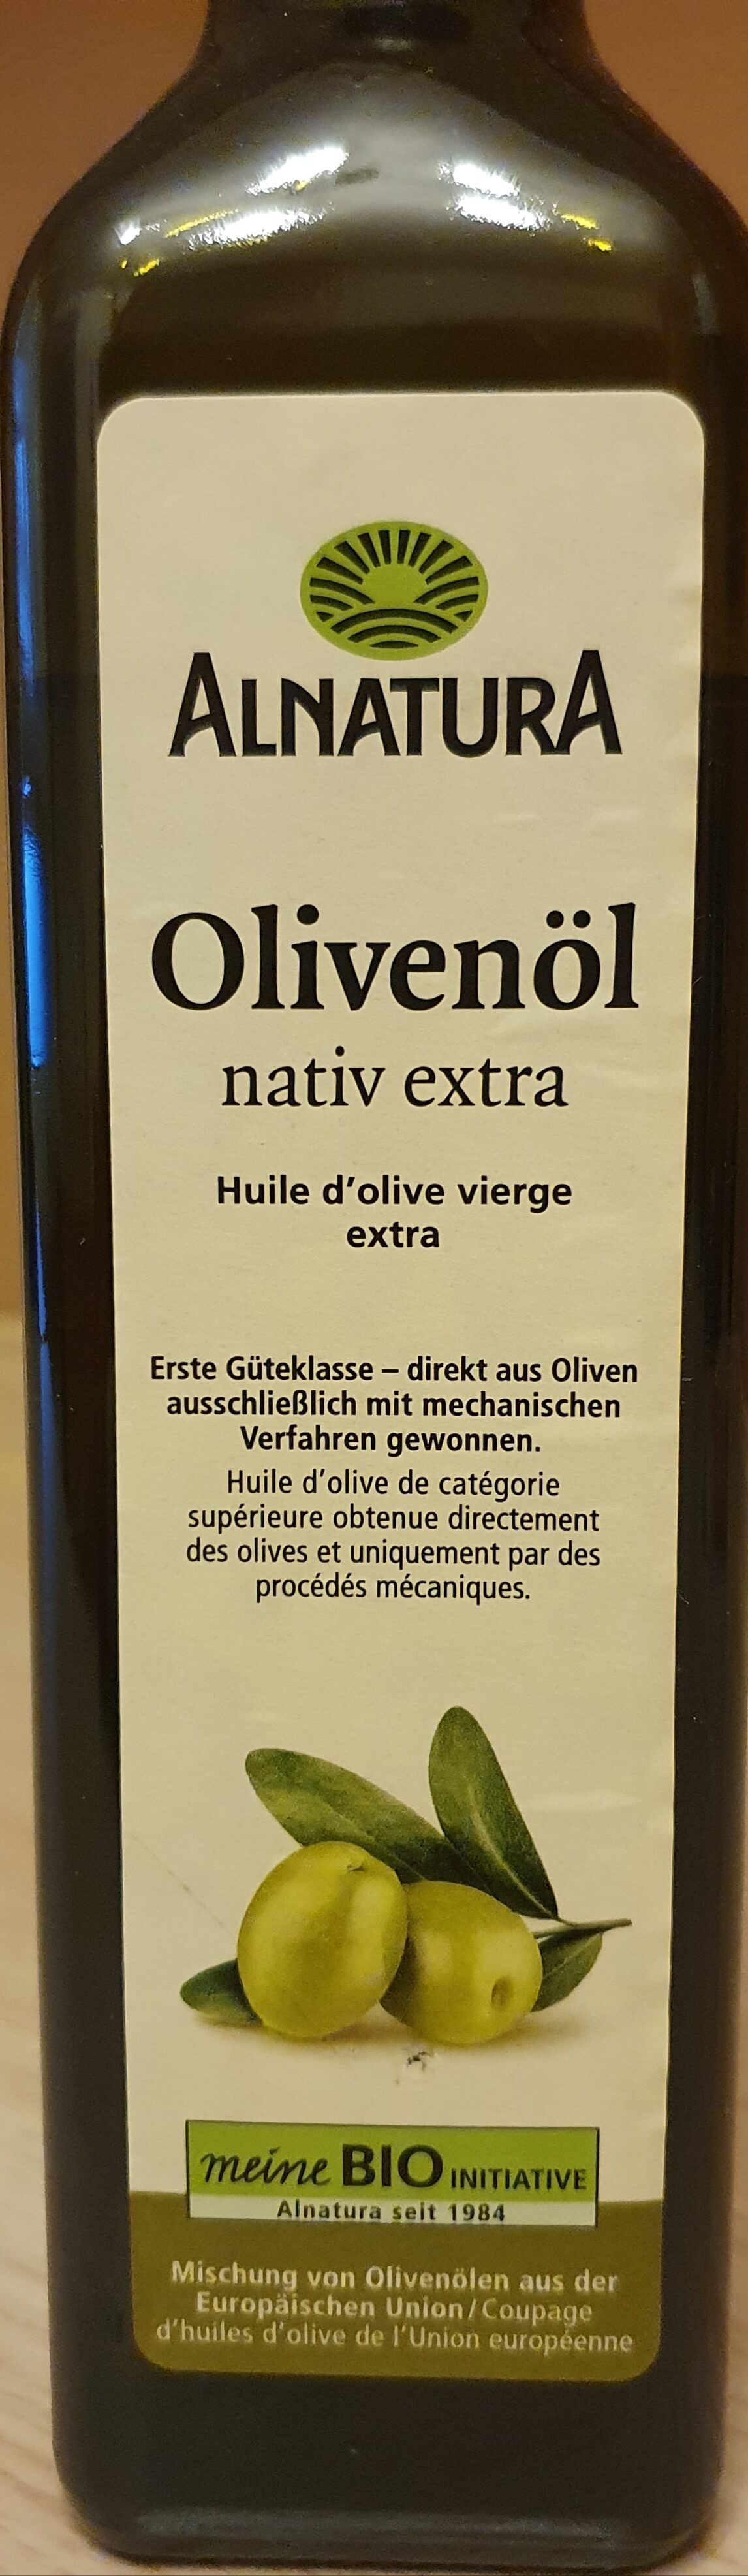 ALNATURA
Olivenöl
nativ extra
Huile d'olive vierge
extra
Erste Güteklasse – direkt aus Oliven
ausschließlich mit mechanischen
Verfahren gewonnen.
Huile d'olive de catégorie
supérieure obtenue directement
des olives et uniquement par des
procédés mécaniques.
meine BIO INITIATIVE
Alnatura seit 1984
Mischung von Olivenölen aus der
Europäischen Union/Coupage
d'huiles d'olive de l'Union européenne